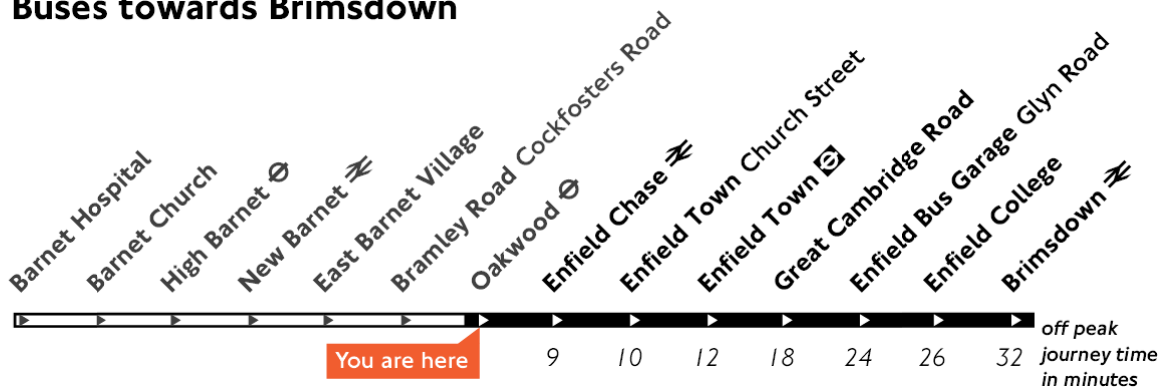 Buses towards Brimsdown
Barnet Hospital
Barnet Church
High Barnet
New Barnet
East Barnet Village
Bramley Road Cockfosters Road
Oakwood
Enfield Chase
Enfield Town Church Street
Enfield Town
Great Cambridge Road
Enfield Bus Garage Glyn Road
Enfield College
Brimsdown
You are here
9 10 12 18 24 26 32
off peak
journey time
in minutes